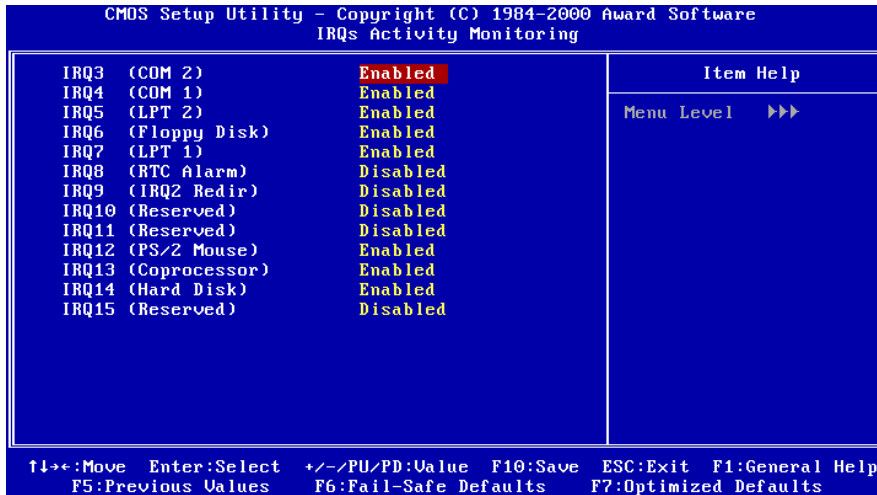 CMOS Setup Utility - Copyright (C) 1984-2000 Award Software
IRQs Activity Monitoring
IRQ3 (COM 2) Enabled
IRQ4 (COM 1) Enabled
IRQ5 (LPT 2) Enabled
IRQ6 (Floppy Disk) Enabled
IRQ7 (LPT 1) Enabled
IRQ8 (RTC Alarm) Disabled
IRQ9 (IRQ2 Redir) Disabled
IRQ10 (Reserved) Disabled
IRQ11 (Reserved) Disabled
IRQ12 (PS/2 Mouse) Enabled
IRQ13 (Coprocessor) Enabled
IRQ14 (Hard Disk) Enabled
IRQ15 (Reserved) Disabled
Item Help
Menu Level ▶▶▶
↑↓→←:Move Enter:Select +/-/PU/PD:Value F10:Save ESC:Exit F1:General Help
F5:Previous Values F6:Fail-Safe Defaults F7:Optimized Defaults